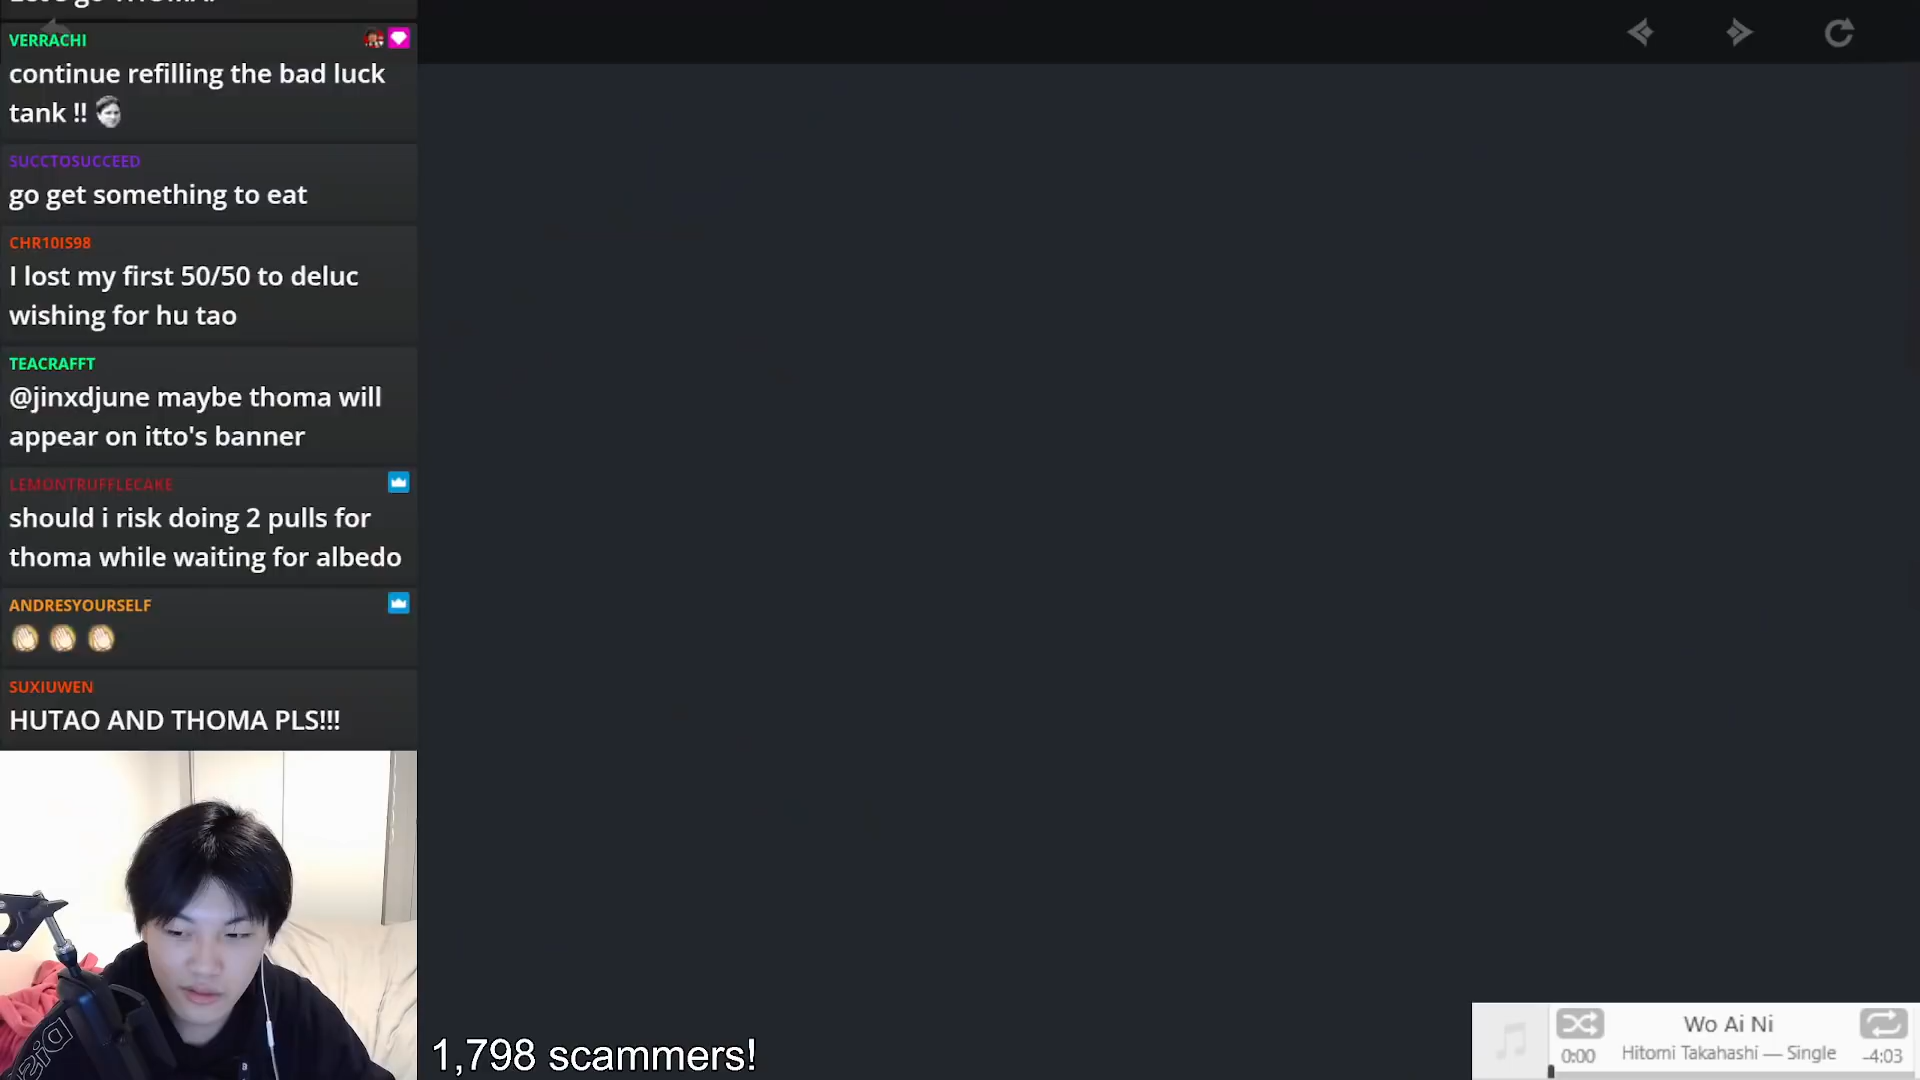 VERRACHI
continue refilling the bad luck
tank !!
SUCCTOSUCCEED
go get something to eat
CHR10IS98
I lost my first 50/50 to deluc
wishing for hu tao
TEACRAFFT
@jinxdjune maybe thoma will
appear on itto's banner
LEMONTRUFFLECAKE
should i risk doing 2 pulls for
thoma while waiting for albedo
ANDRESYOURSELF
SUXIUWEN
HUTAO AND THOMA PLS!!!
1,798 scammers!
Wo Ai Ni
0:00 Hitomi Takahashi — Single -4:03